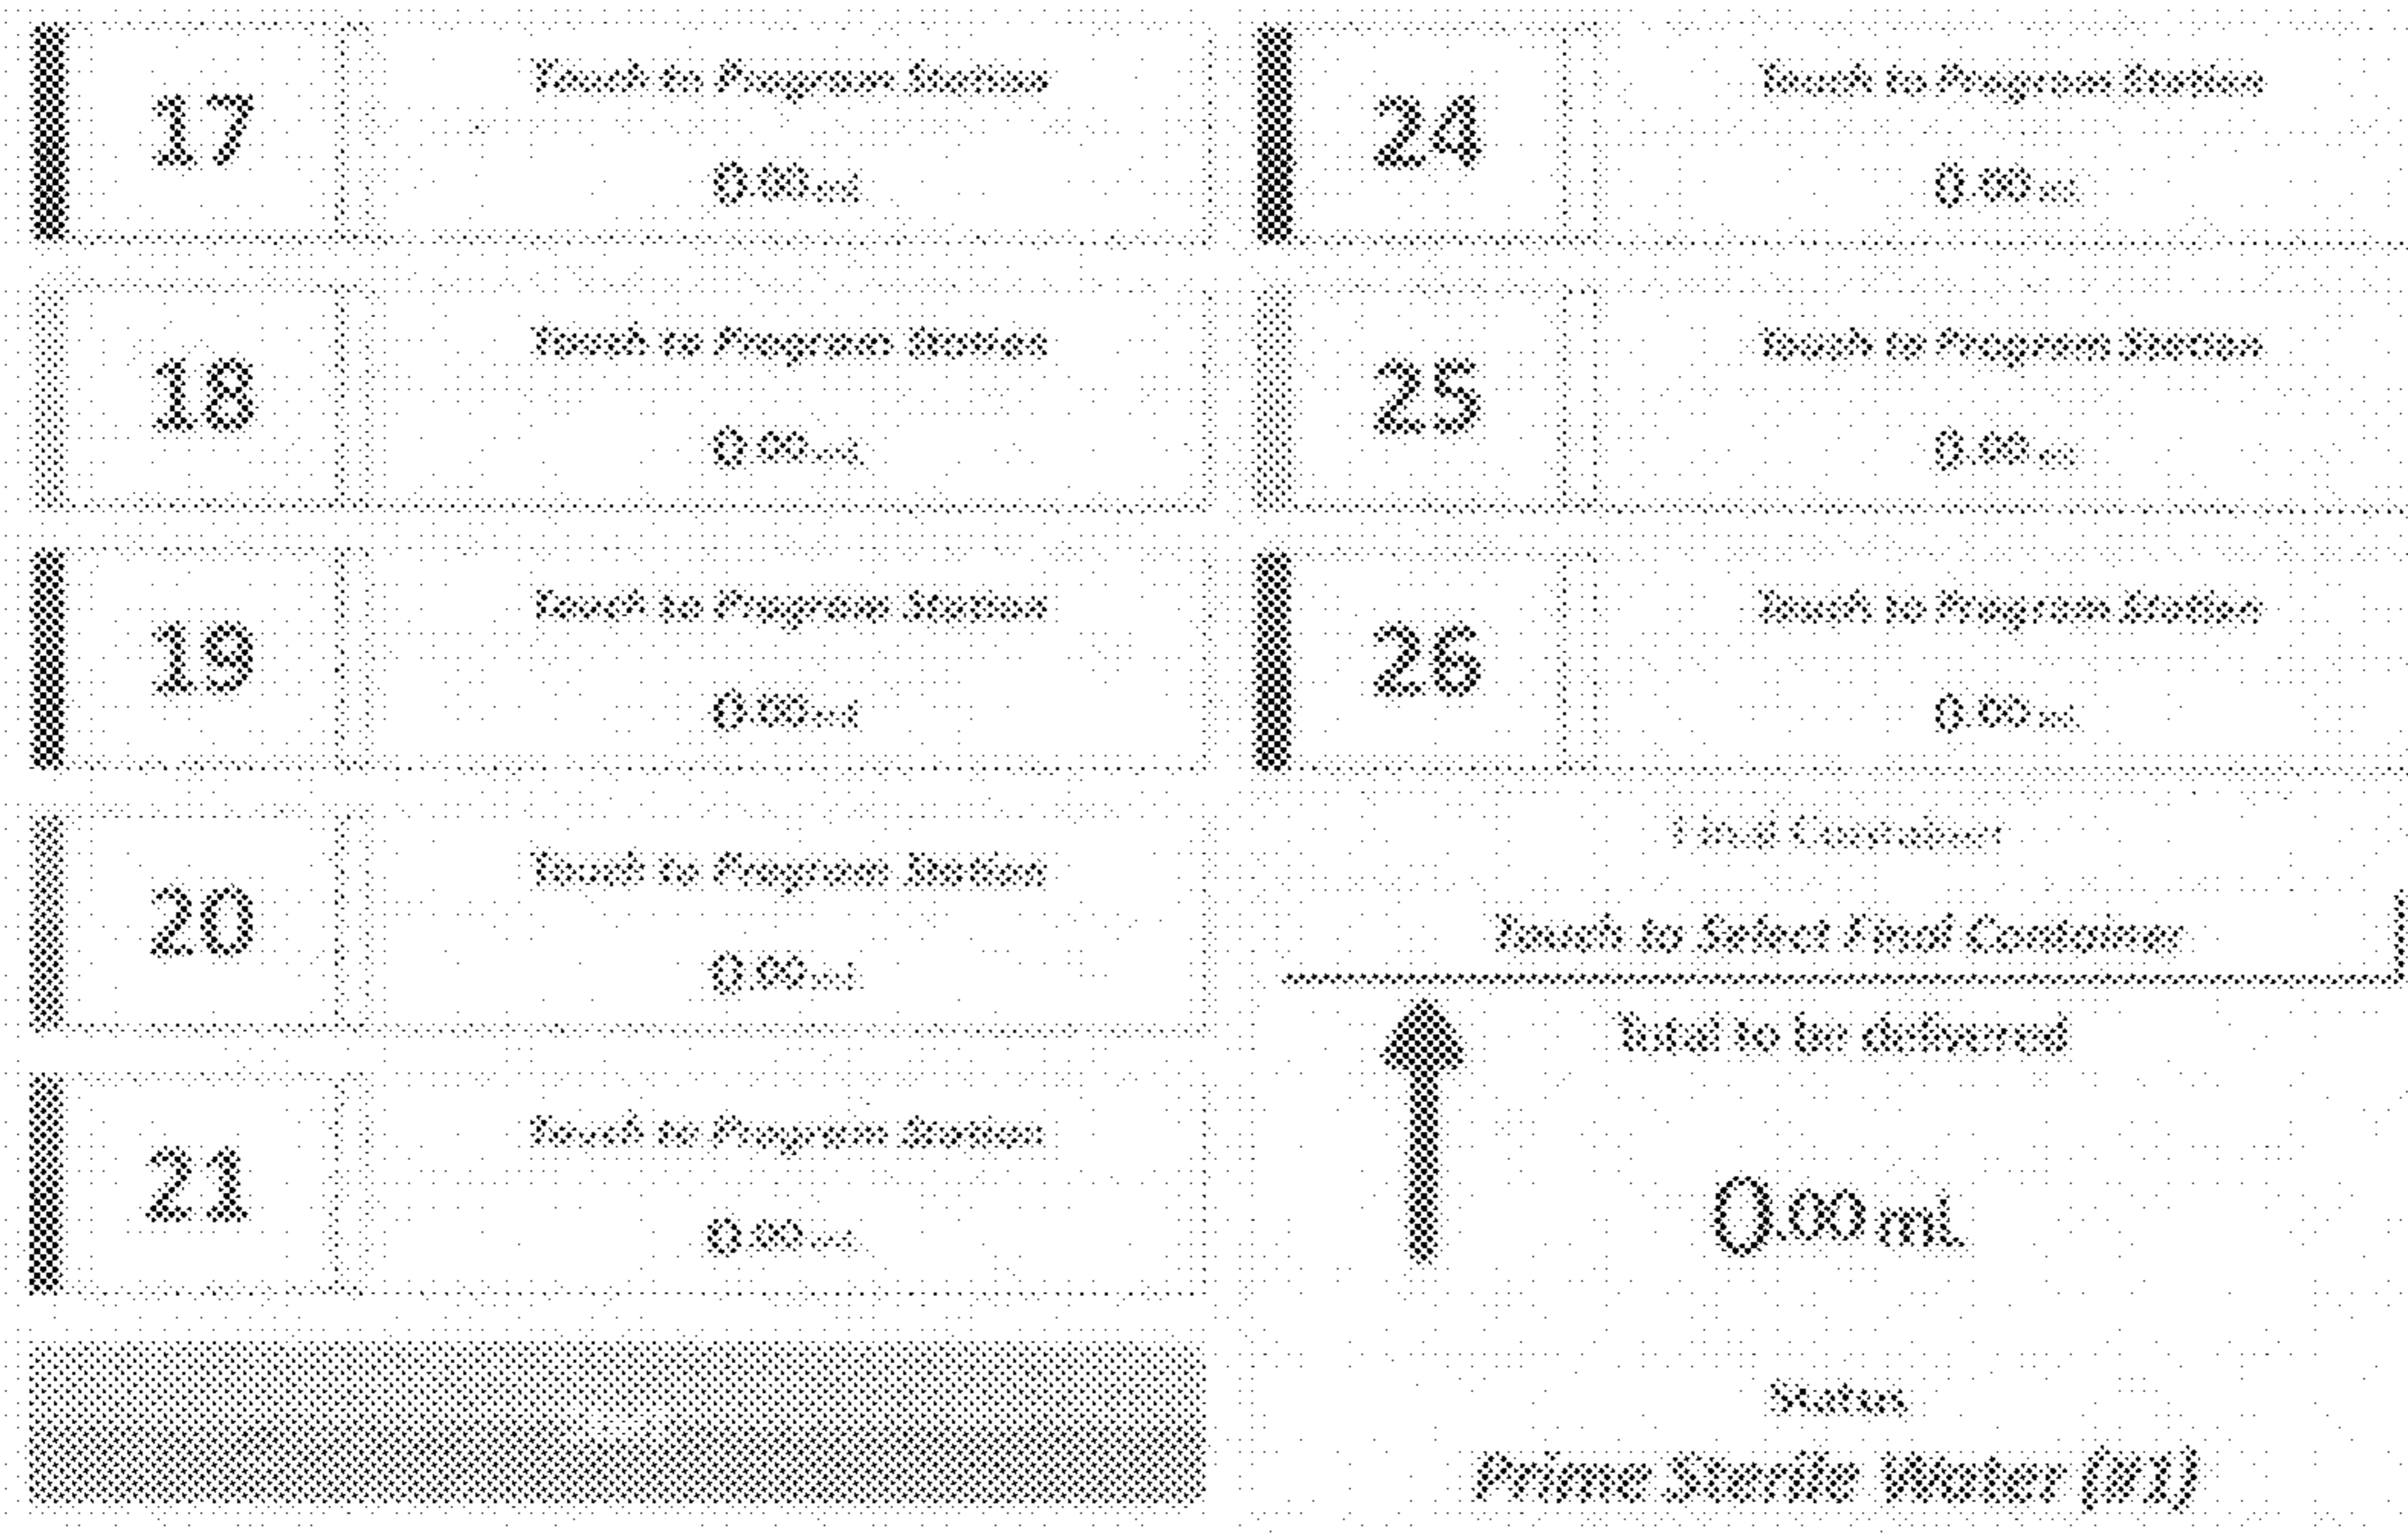 17
Touch to Program Station
0.00 mL
18
Touch to Program Station
0.00 mL
19
Touch to Program Station
0.00 mL
20
Touch to Program Station
0.00 mL
21
Touch to Program Station
0.00 mL
24
Touch to Program Station
0.00 mL
25
Touch to Program Station
0.00 mL
26
Touch to Program Station
0.00 mL
Final Container
Touch to Select Final Container
Total to be delivered
0.00 mL
Status
Prime Sterile Water (#1)